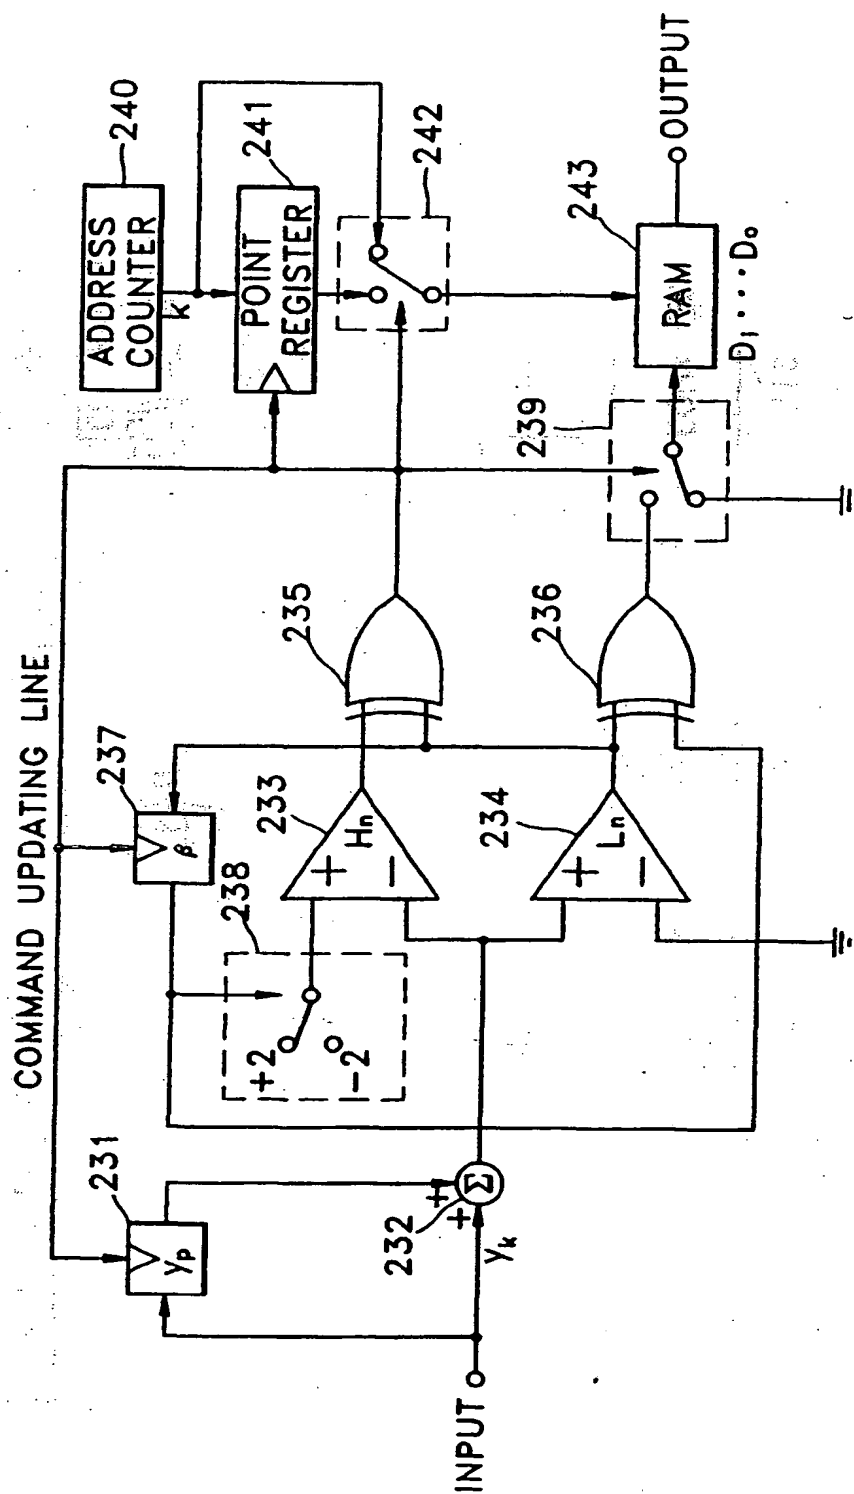 COMMAND UPDATING LINE
INPUT
231
yp
+
+
Σ
232
yk
237
β
238
+2
-2
233
+
-
Hn
234
+
-
Ln
235
236
ADDRESS
COUNTER
240
k
POINT
REGISTER
241
242
239
RAM
243
D1 ··· D0
OUTPUT